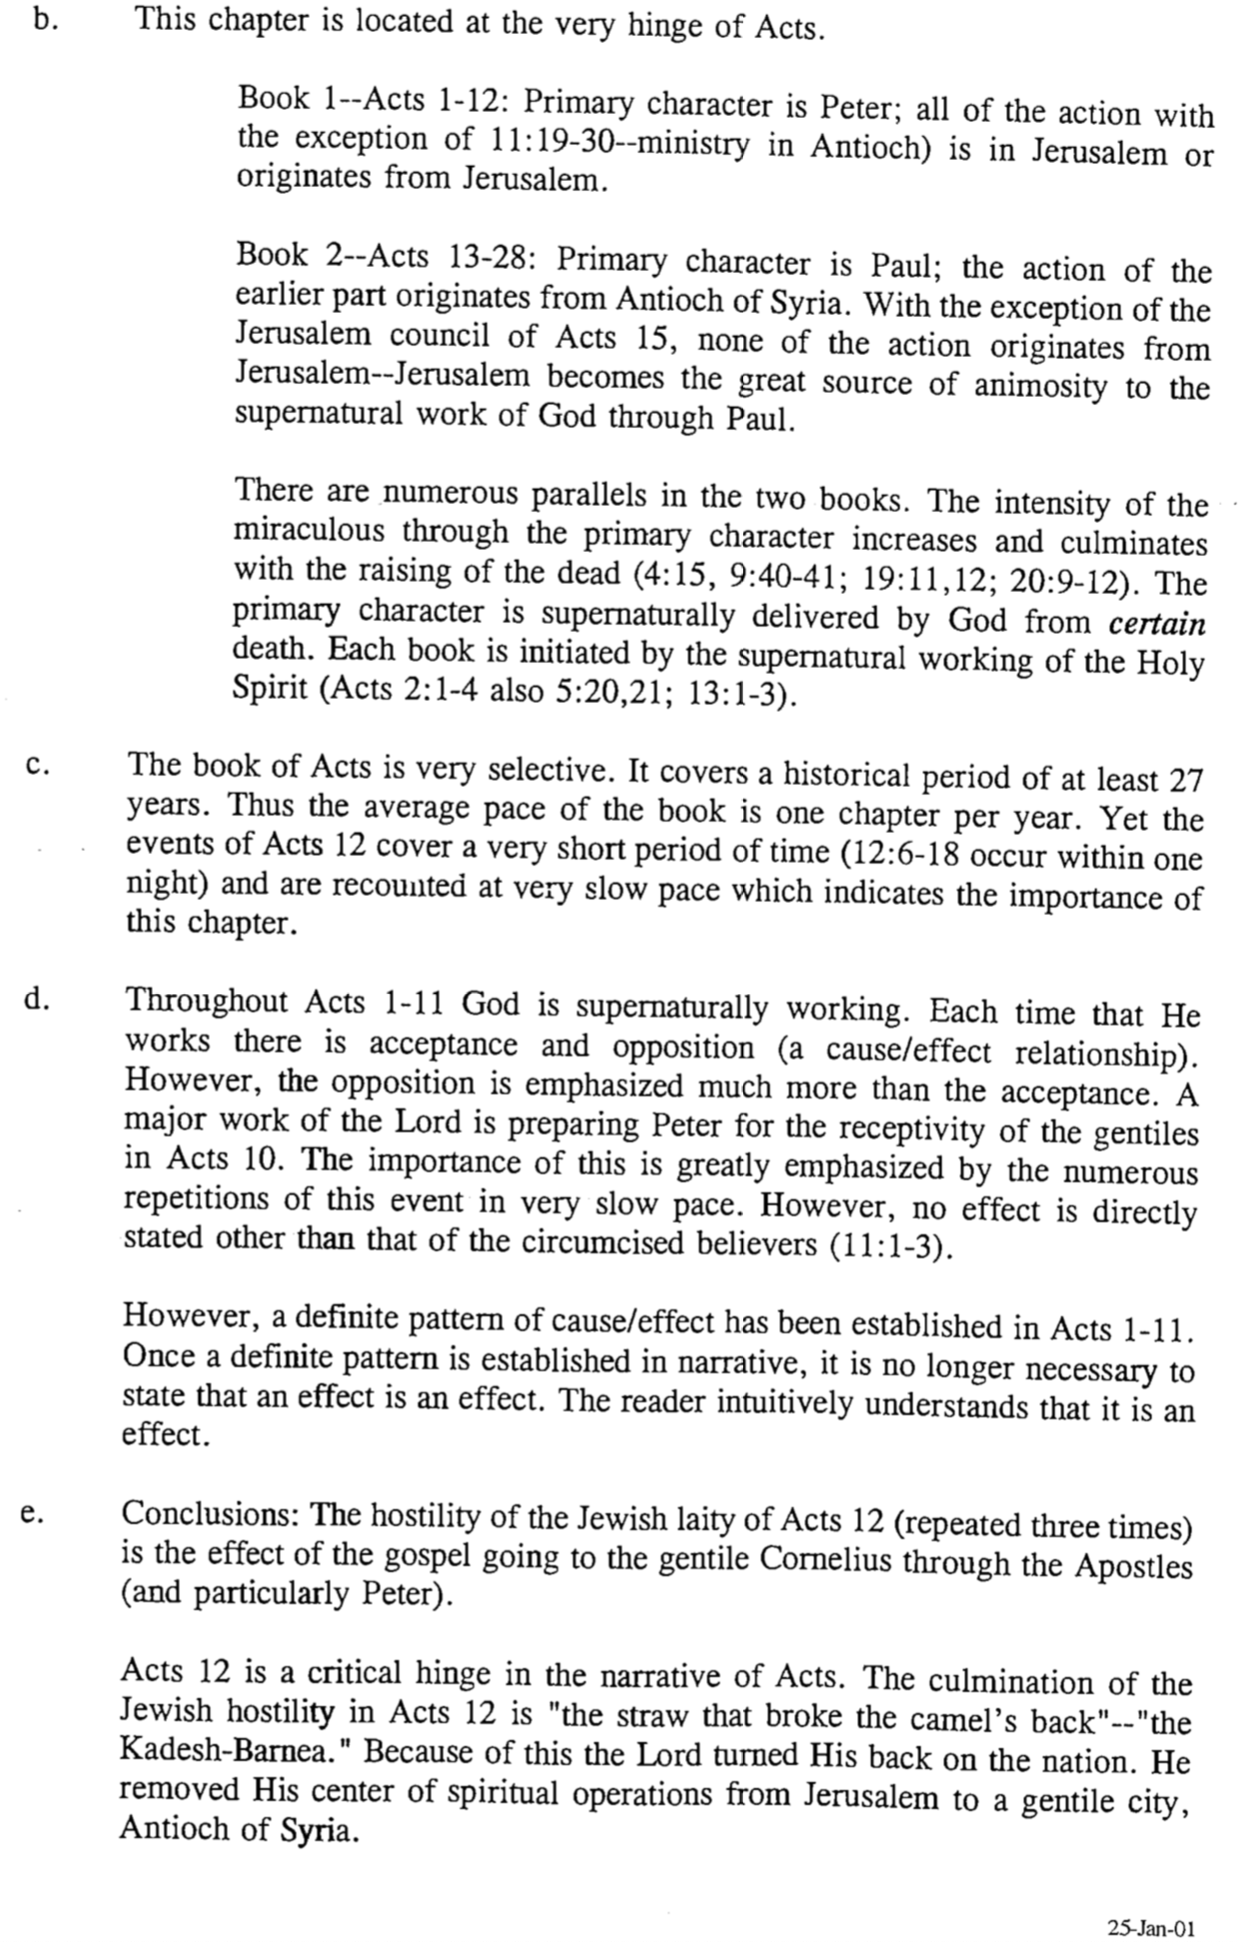 b. This chapter is located at the very hinge of Acts.
Book 1--Acts 1-12: Primary character is Peter; all of the action with
the exception of 11:19-30--ministry in Antioch) is in Jerusalem or
originates from Jerusalem.
Book 2--Acts 13-28: Primary character is Paul; the action of the
earlier part originates from Antioch of Syria. With the exception of the
Jerusalem council of Acts 15, none of the action originates from
Jerusalem--Jerusalem becomes the great source of animosity to the
supernatural work of God through Paul.
There are numerous parallels in the two books. The intensity of the
miraculous through the primary character increases and culminates
with the raising of the dead (4:15, 9:40-41; 19:11,12; 20:9-12). The
primary character is supernaturally delivered by God from certain
death. Each book is initiated by the supernatural working of the Holy
Spirit (Acts 2:1-4 also 5:20,21; 13:1-3).
c. The book of Acts is very selective. It covers a historical period of at least 27
years. Thus the average pace of the book is one chapter per year. Yet the
events of Acts 12 cover a very short period of time (12:6-18 occur within one
night) and are recounted at very slow pace which indicates the importance of
this chapter.
d. Throughout Acts 1-11 God is supernaturally working. Each time that He
works there is acceptance and opposition (a cause/effect relationship).
However, the opposition is emphasized much more than the acceptance. A
major work of the Lord is preparing Peter for the receptivity of the gentiles
in Acts 10. The importance of this is greatly emphasized by the numerous
repetitions of this event in very slow pace. However, no effect is directly
stated other than that of the circumcised believers (11:1-3).
However, a definite pattern of cause/effect has been established in Acts 1-11.
Once a definite pattern is established in narrative, it is no longer necessary to
state that an effect is an effect. The reader intuitively understands that it is an
effect.
e. Conclusions: The hostility of the Jewish laity of Acts 12 (repeated three times)
is the effect of the gospel going to the gentile Cornelius through the Apostles
(and particularly Peter).
Acts 12 is a critical hinge in the narrative of Acts. The culmination of the
Jewish hostility in Acts 12 is "the straw that broke the camel's back"--"the
Kadesh-Barnea." Because of this the Lord turned His back on the nation. He
removed His center of spiritual operations from Jerusalem to a gentile city,
Antioch of Syria.
25-Jan-01